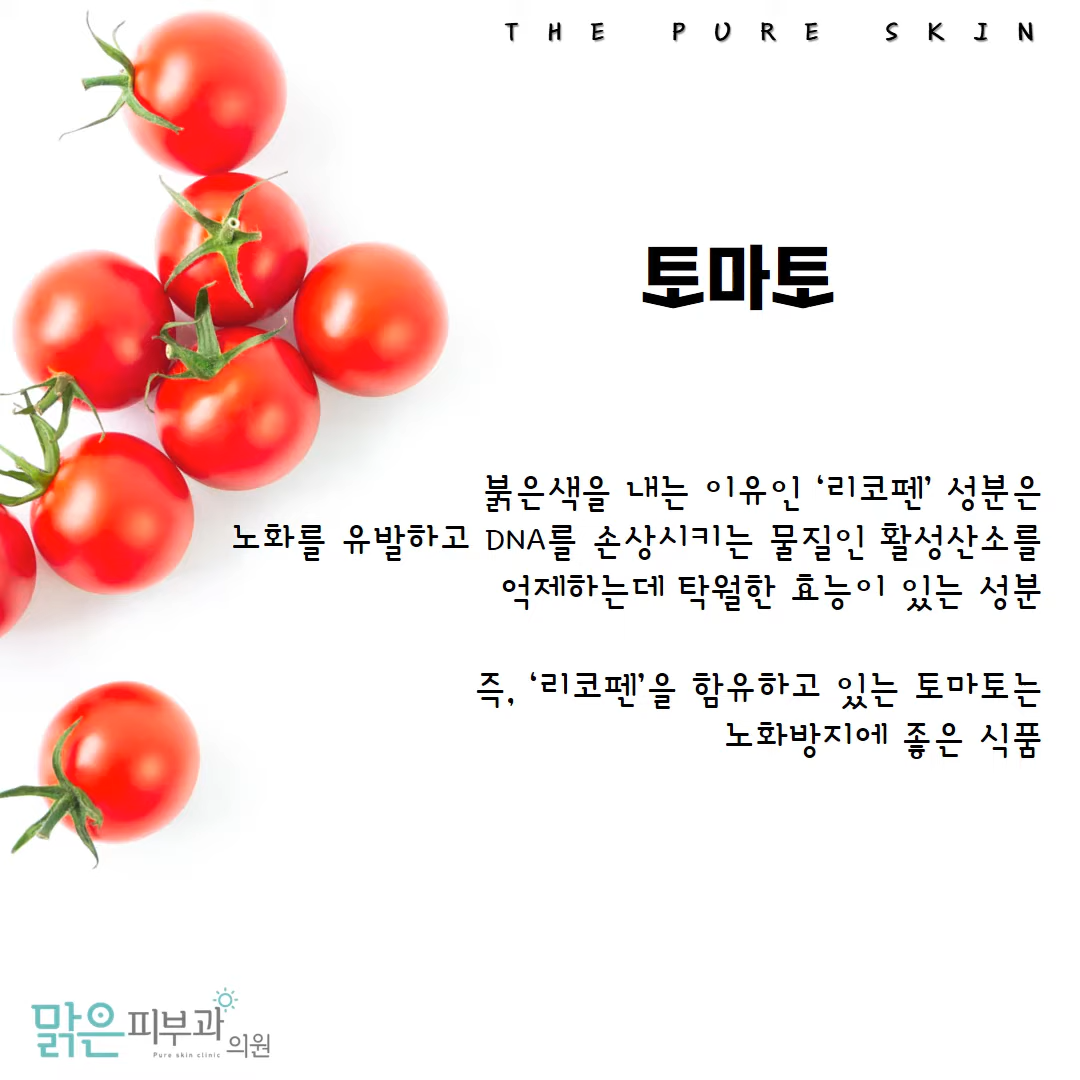 THE PURE SKIN
토마토
붉은색을 내는 이유인 ‘리코펜’ 성분은
노화를 유발하고 DNA를 손상시키는 물질인 활성산소를
억제하는데 탁월한 효능이 있는 성분
즉, ‘리코펜’을 함유하고 있는 토마토는
노화방지에 좋은 식품
맑은피부과의원
Pure skin clinic